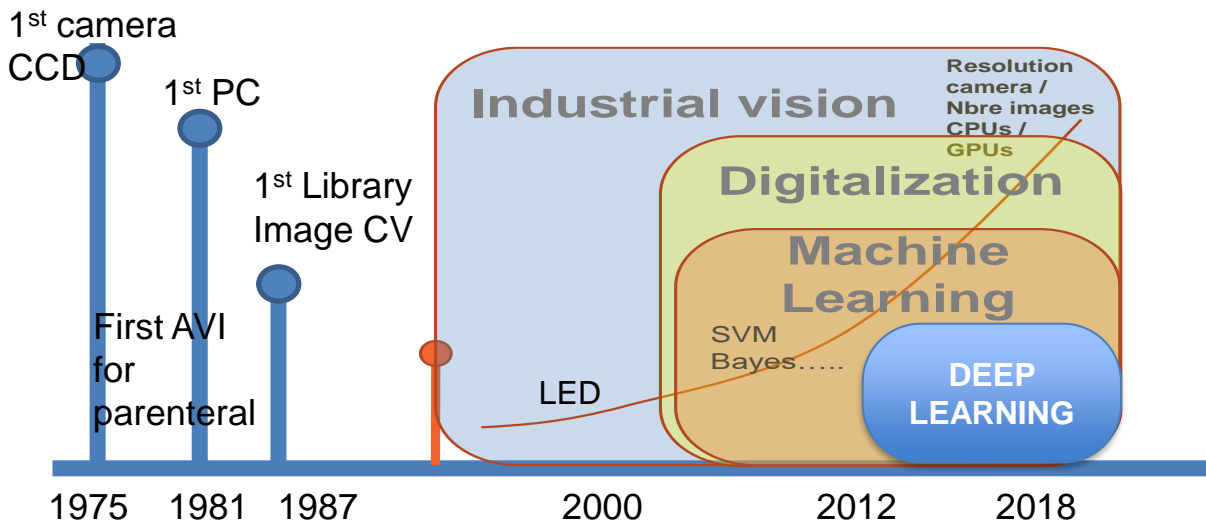 1st camera
CCD
1st PC
1st Library
Image CV
First AVI
for
parenteral
Industrial vision
Resolution
camera /
Nbre images
CPUs /
GPUs
Digitalization
Machine
Learning
SVM
Bayes…..
LED
DEEP
LEARNING
1975 1981 1987 2000 2012 2018